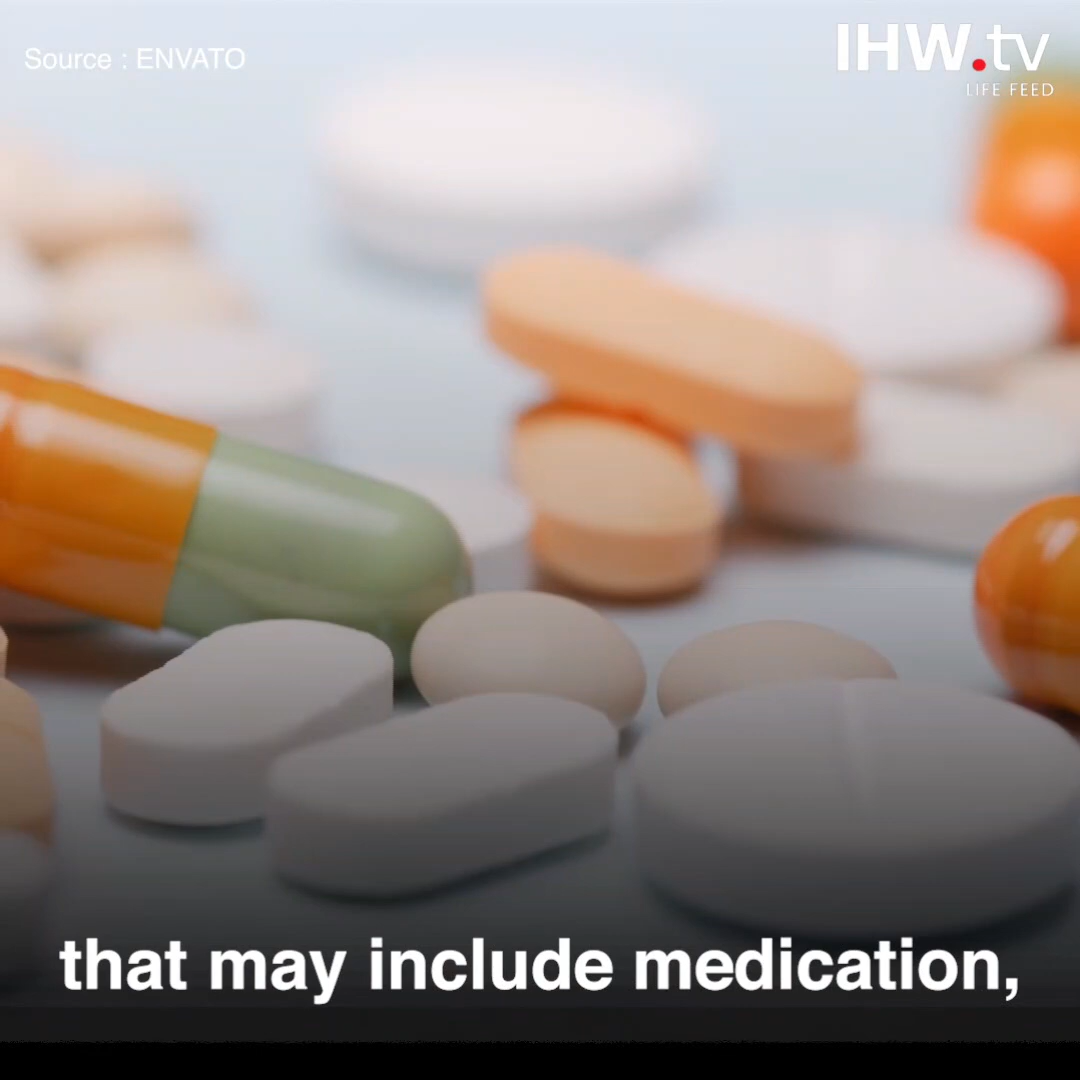 Source : ENVATO
IHW.tv
LIFE FEED
that may include medication,